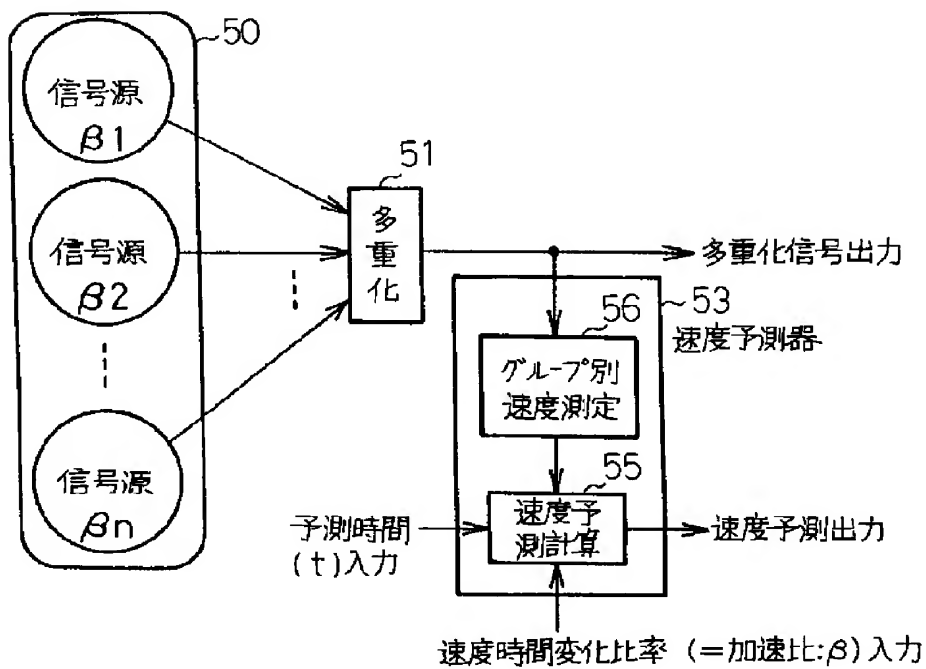 50
信号源
β1
信号源
β2
信号源
βn
51
多
重
化
多重化信号出力
53
速度予測器
56
グループ別
速度測定
55
速度予
測計算
予測時間
(t)入力
速度予測出力
速度時間変化比率 (=加速比:β)入力